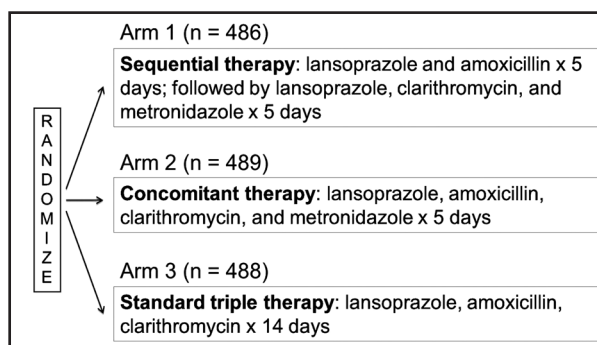 Arm 1 (n = 486)
Sequential therapy: lansoprazole and amoxicillin x 5
days; followed by lansoprazole, clarithromycin, and
metronidazole x 5 days
RANDOMIZE
Arm 2 (n = 489)
Concomitant therapy: lansoprazole, amoxicillin,
clarithromycin, and metronidazole x 5 days
Arm 3 (n = 488)
Standard triple therapy: lansoprazole, amoxicillin,
clarithromycin x 14 days